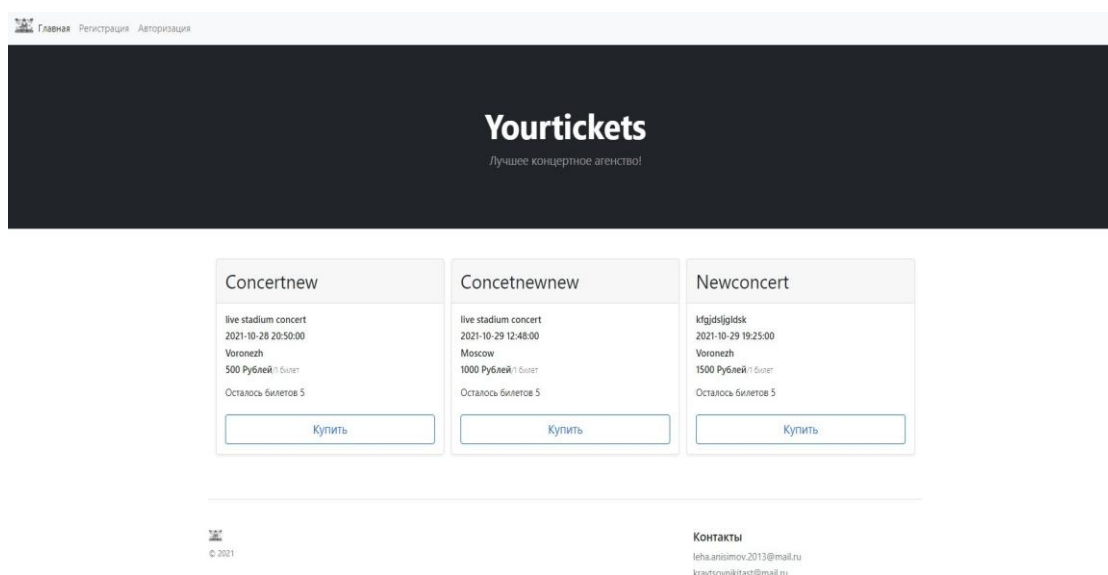 Главная Регистрация Авторизация
Yourtickets
Лучшее концертное агенство!
Concertnew
live stadium concert
2021-10-28 20:50:00
Voronezh
500 Рублей/1 билет
Осталось билетов 5
Купить
Concetnewnew
live stadium concert
2021-10-29 12:48:00
Moscow
1000 Рублей/1 билет
Осталось билетов 5
Купить
Newconcert
kfgjdsljgldsk
2021-10-29 19:25:00
Voronezh
1500 Рублей/1 билет
Осталось билетов 5
Купить
© 2021
Контакты
leha.anisimov.2013@mail.ru
kravtsovnikitast@mail.ru